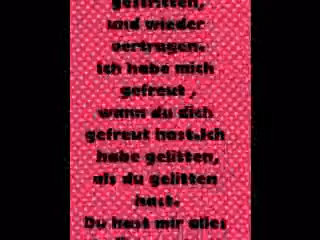 gestritten,
und wieder
vertragen.
Ich habe mich
gefreut ,
wann du dich
gefreut hast.Ich
habe gelitten,
als du gelitten
hast.
Du hast mir alles